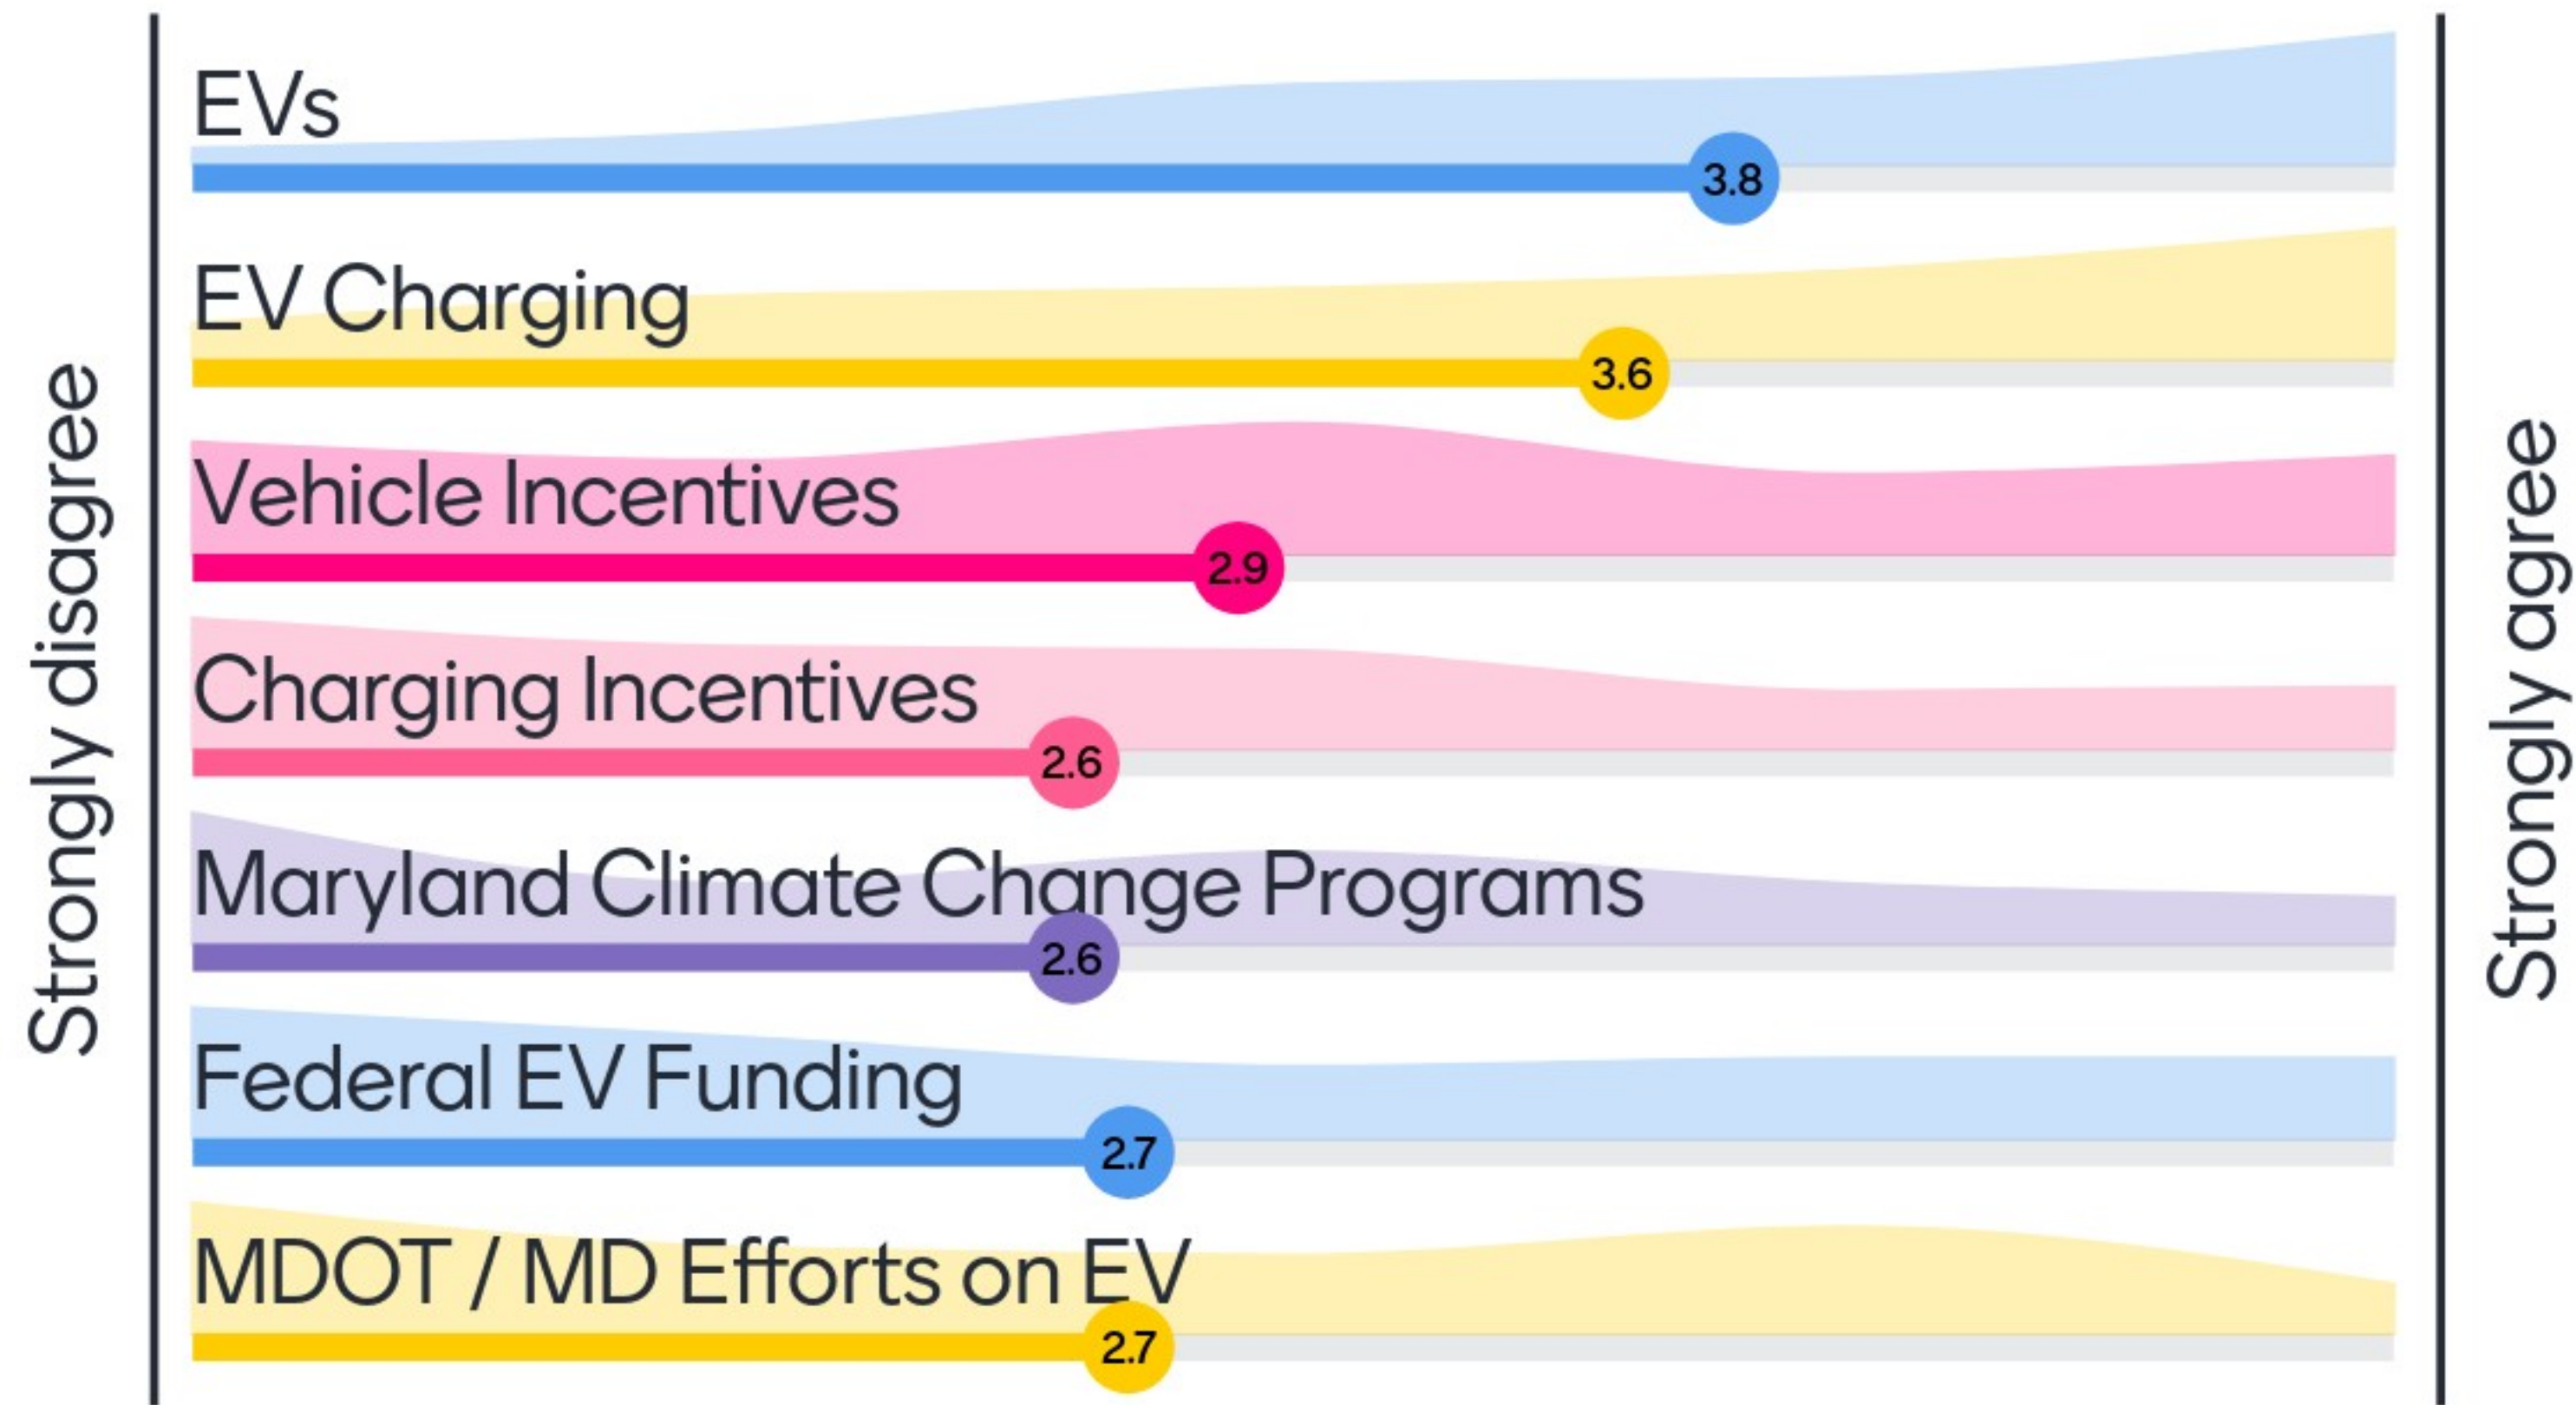 Strongly disagree
EVs
3.8
EV Charging
3.6
Vehicle Incentives
2.9
Charging Incentives
2.6
Maryland Climate Change Programs
2.6
Federal EV Funding
2.7
MDOT / MD Efforts on EV
2.7
Strongly agree